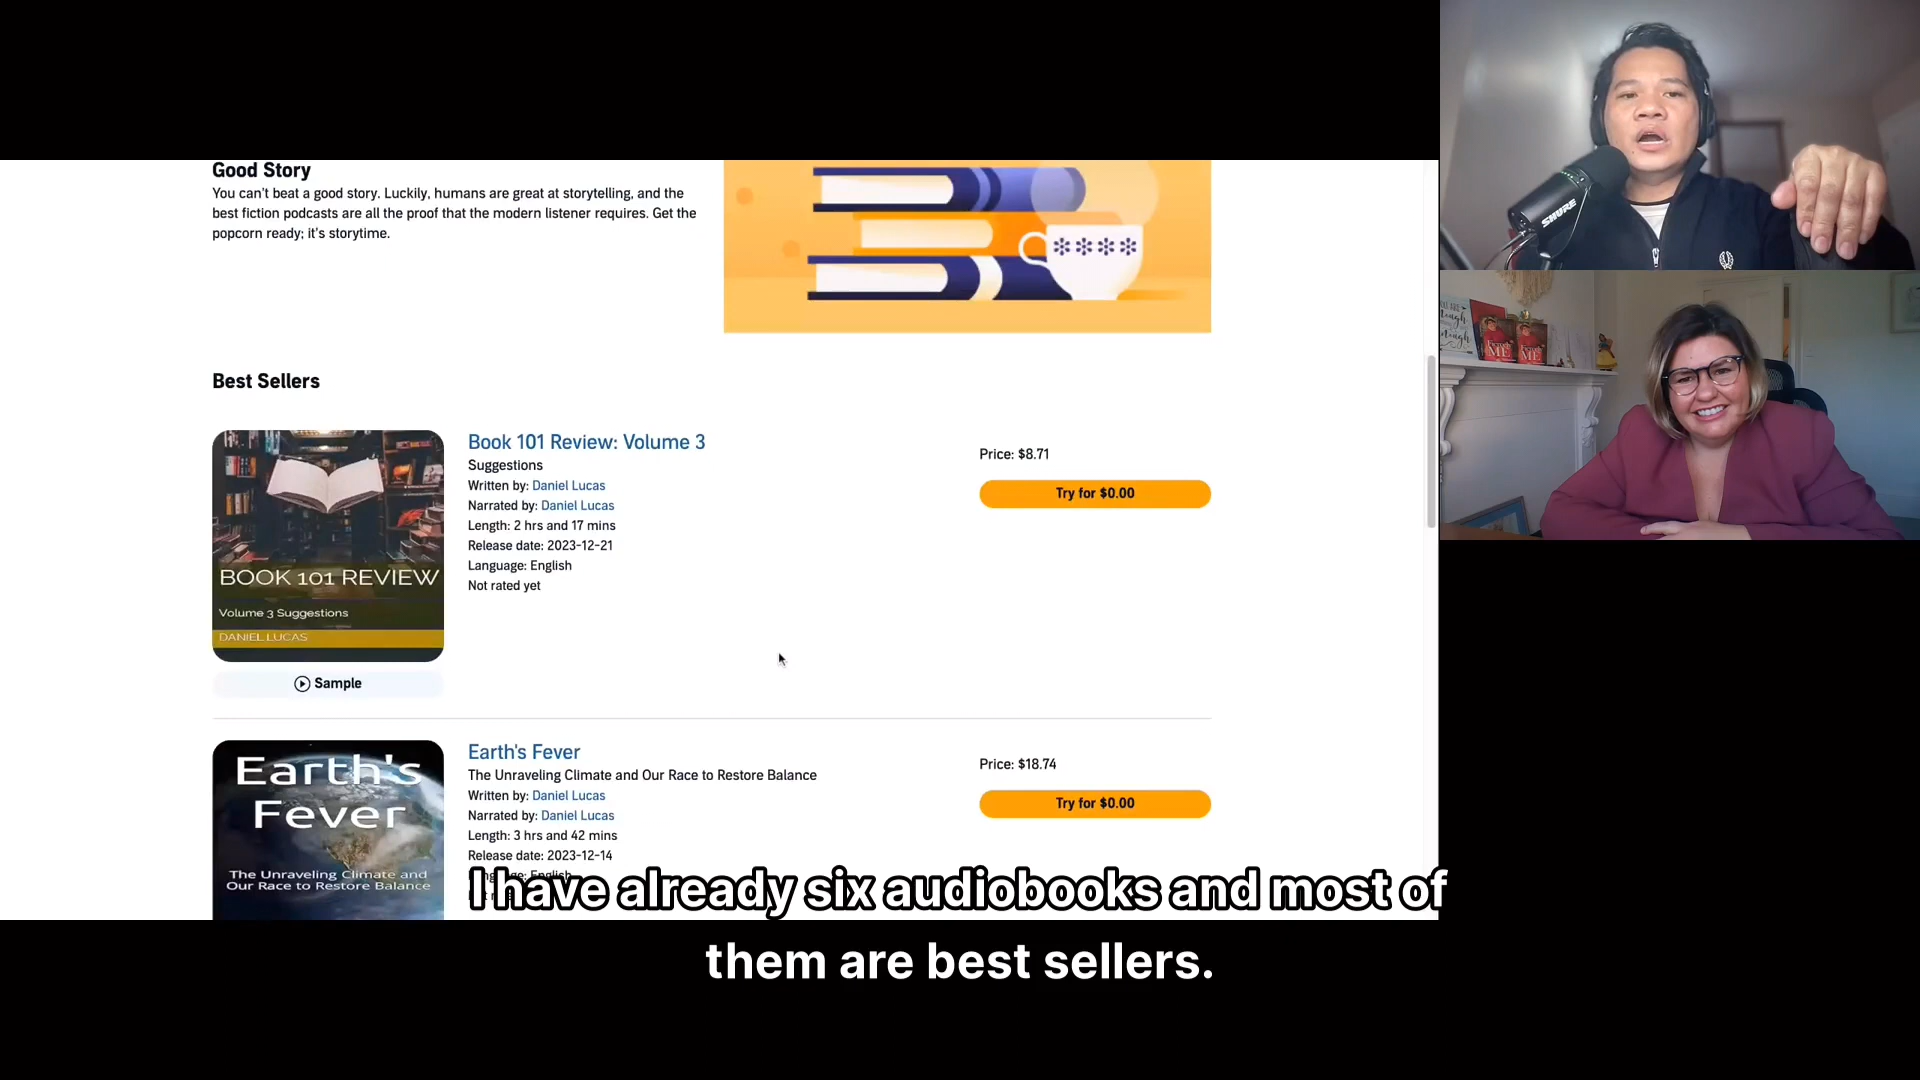 Good Story
You can't beat a good story. Luckily, humans are great at storytelling, and the
best fiction podcasts are all the proof that the modern listener requires. Get the
popcorn ready; it's storytime.
Best Sellers
BOOK 101 REVIEW
Volume 3 Suggestions
DANIEL LUCAS
Sample
Book 101 Review: Volume 3
Suggestions
Written by: Daniel Lucas
Narrated by: Daniel Lucas
Length: 2 hrs and 17 mins
Release date: 2023-12-21
Language: English
Not rated yet
Price: $8.71
Try for $0.00
Earth's
Fever
The Unraveling Climate and
Our Race to Restore Balance
Earth's Fever
The Unraveling Climate and Our Race to Restore Balance
Written by: Daniel Lucas
Narrated by: Daniel Lucas
Length: 3 hrs and 42 mins
Release date: 2023-12-14
Price: $18.74
Try for $0.00
I have already six audiobooks and most of
them are best sellers.
SHURE
ME
ME